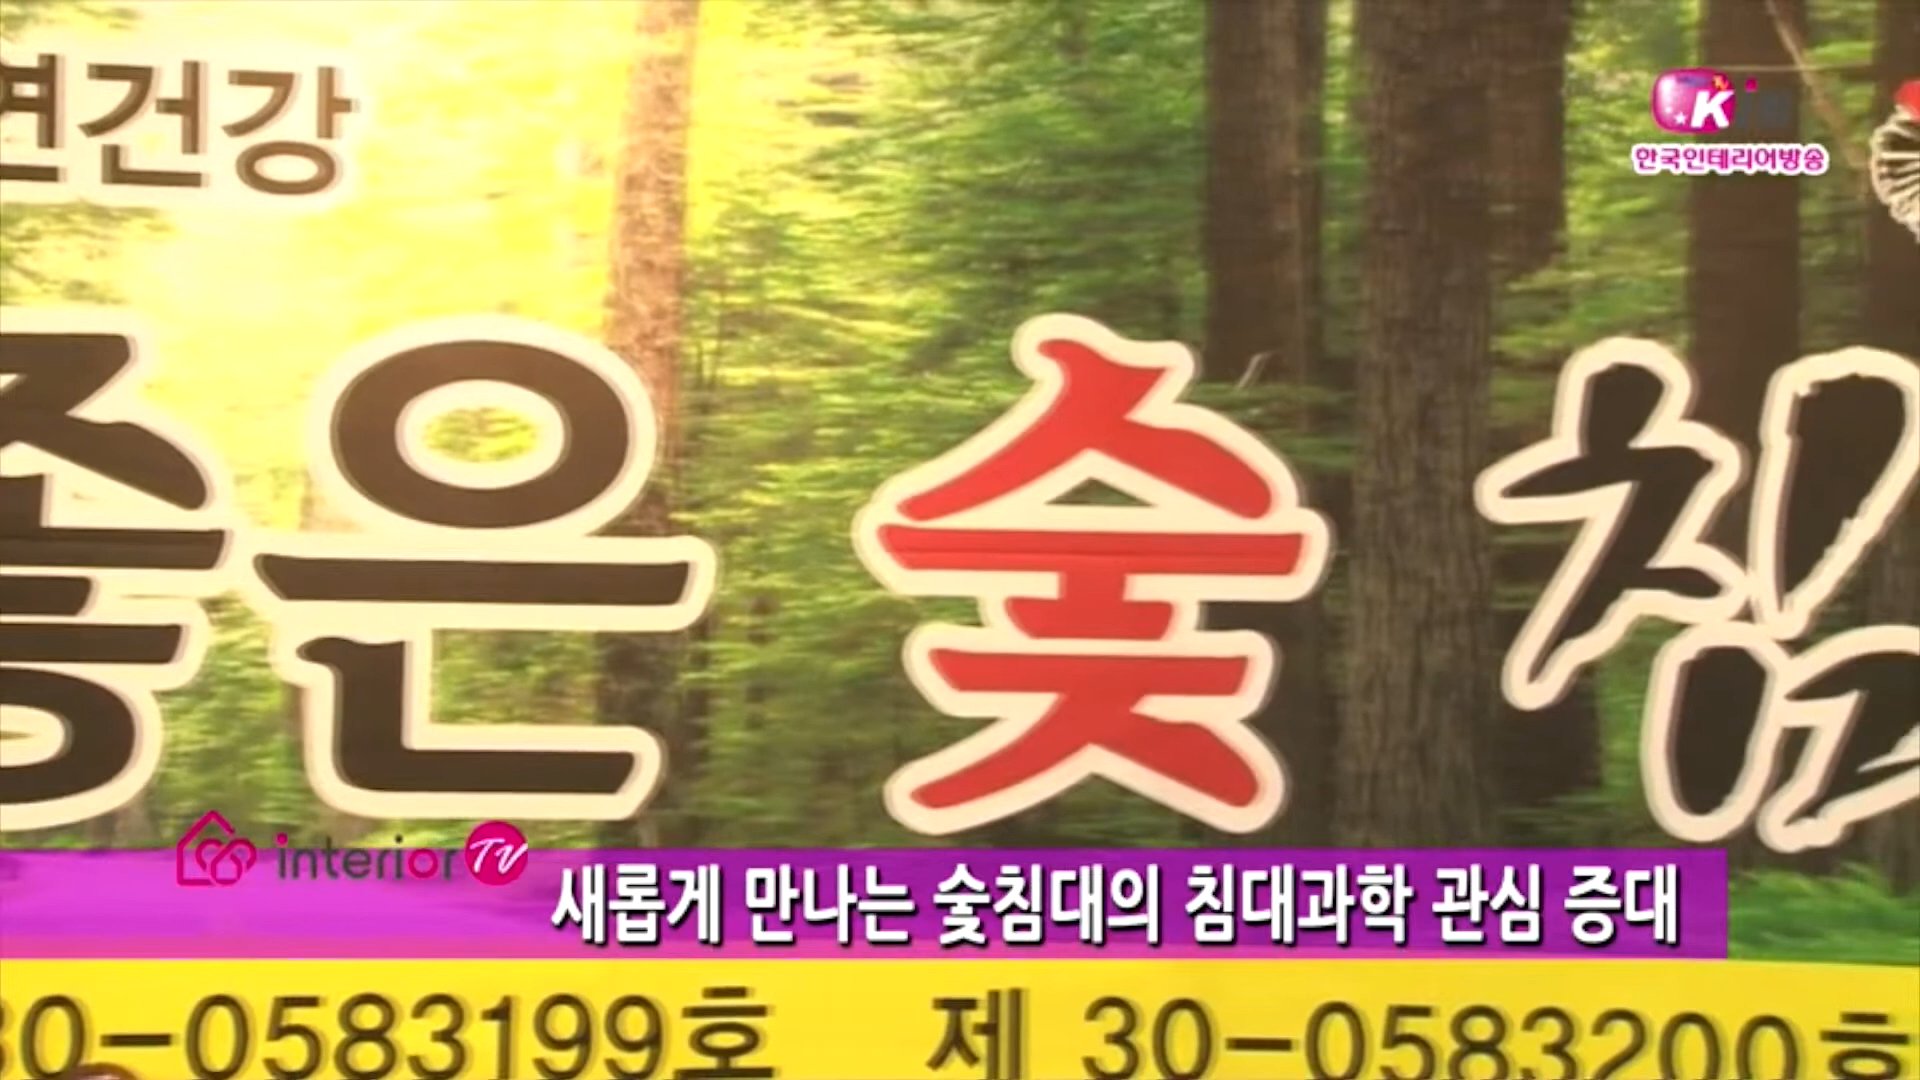 연건강
한국인테리어방송
좋은 숯침
interior TV
새롭게 만나는 숯침대의 침대과학 관심 증대
30-0583199호 제 30-0583200호